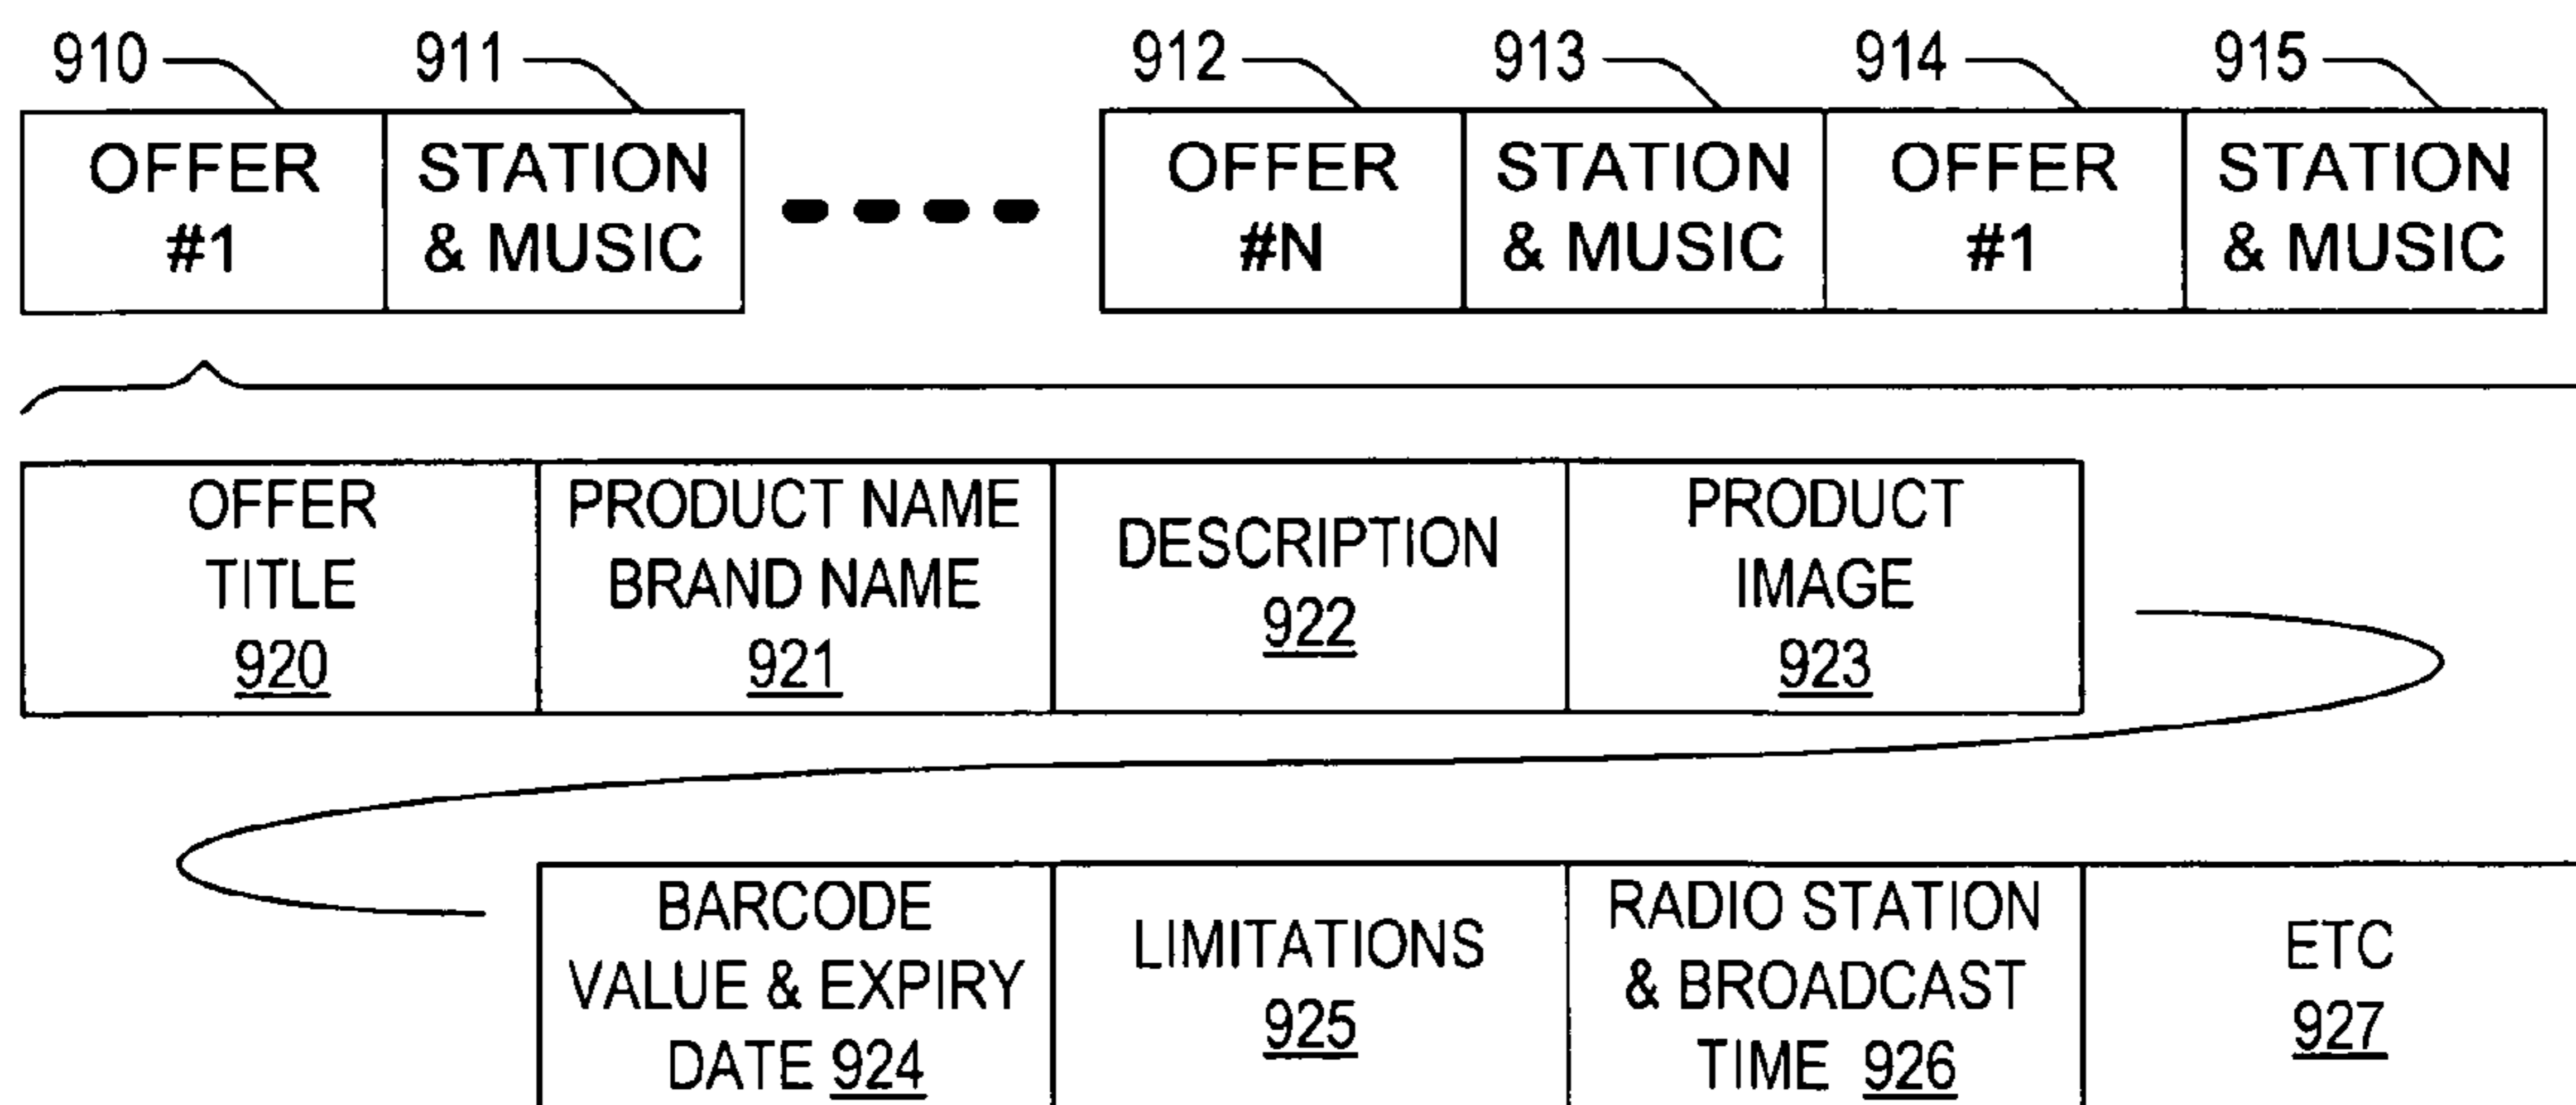 910 911 912 913 914 915
OFFER STATION OFFER STATION OFFER STATION
#1 & MUSIC #N & MUSIC #1 & MUSIC
OFFER
TITLE
920
PRODUCT NAME
BRAND NAME
921
DESCRIPTION
922
PRODUCT
IMAGE
923
BARCODE
VALUE & EXPIRY
DATE 924
LIMITATIONS
925
RADIO STATION
& BROADCAST
TIME 926
ETC
927